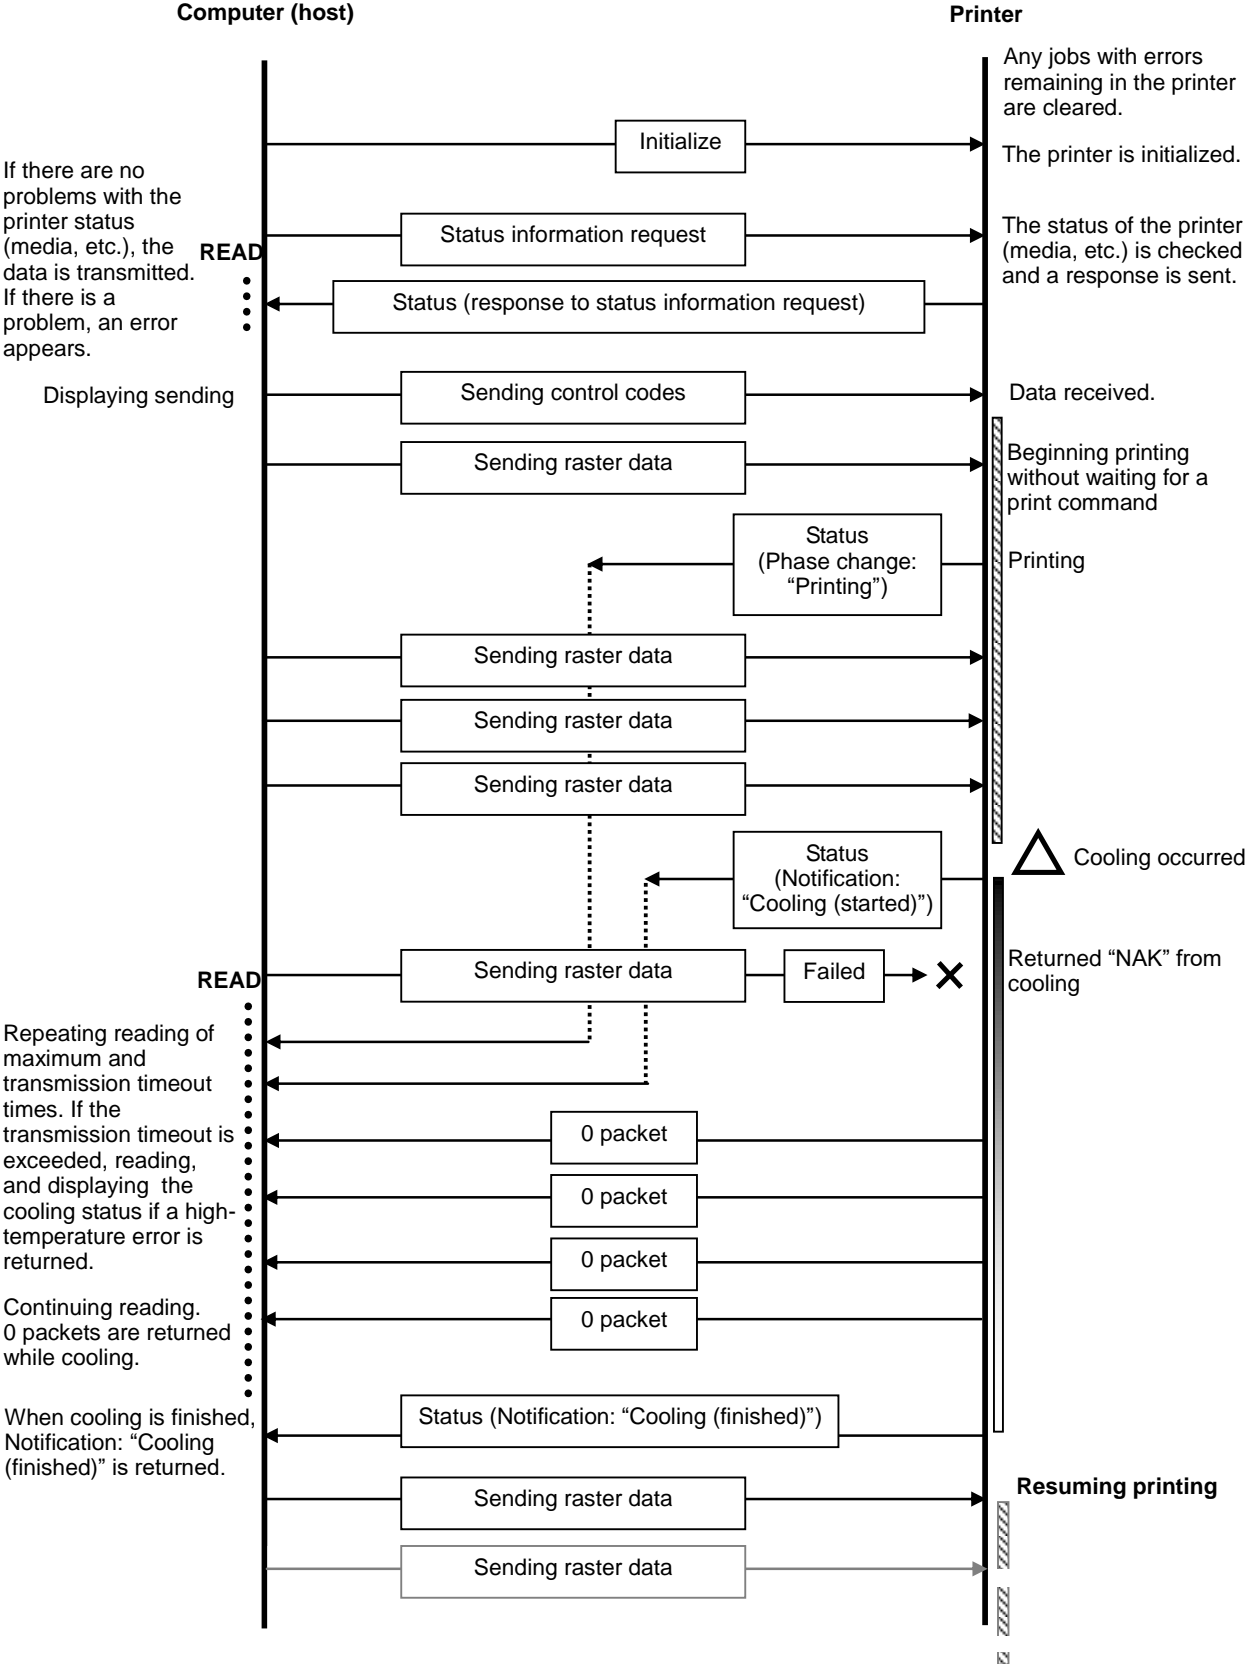 Computer (host)
Printer
Any jobs with errors
remaining in the printer
are cleared.
Initialize
The printer is initialized.
If there are no
problems with the
printer status
(media, etc.), the
data is transmitted.
If there is a
problem, an error
appears.
READ
Status information request
The status of the printer
(media, etc.) is checked
and a response is sent.
Status (response to status information request)
Displaying sending
Sending control codes
Data received.
Sending raster data
Beginning printing
without waiting for a
print command
Status
(Phase change:
“Printing”)
Printing
Sending raster data
Sending raster data
Sending raster data
Status
(Notification:
“Cooling (started)”)
Cooling occurred
READ
Sending raster data
Failed
Returned “NAK” from
cooling
Repeating reading of
maximum and
transmission timeout
times. If the
transmission timeout is
exceeded, reading,
and displaying  the
cooling status if a high-
temperature error is
returned.
0 packet
0 packet
0 packet
0 packet
Continuing reading.
0 packets are returned
while cooling.
When cooling is finished,
Notification: “Cooling
(finished)” is returned.
Status (Notification: “Cooling (finished)”)
Sending raster data
Resuming printing
Sending raster data